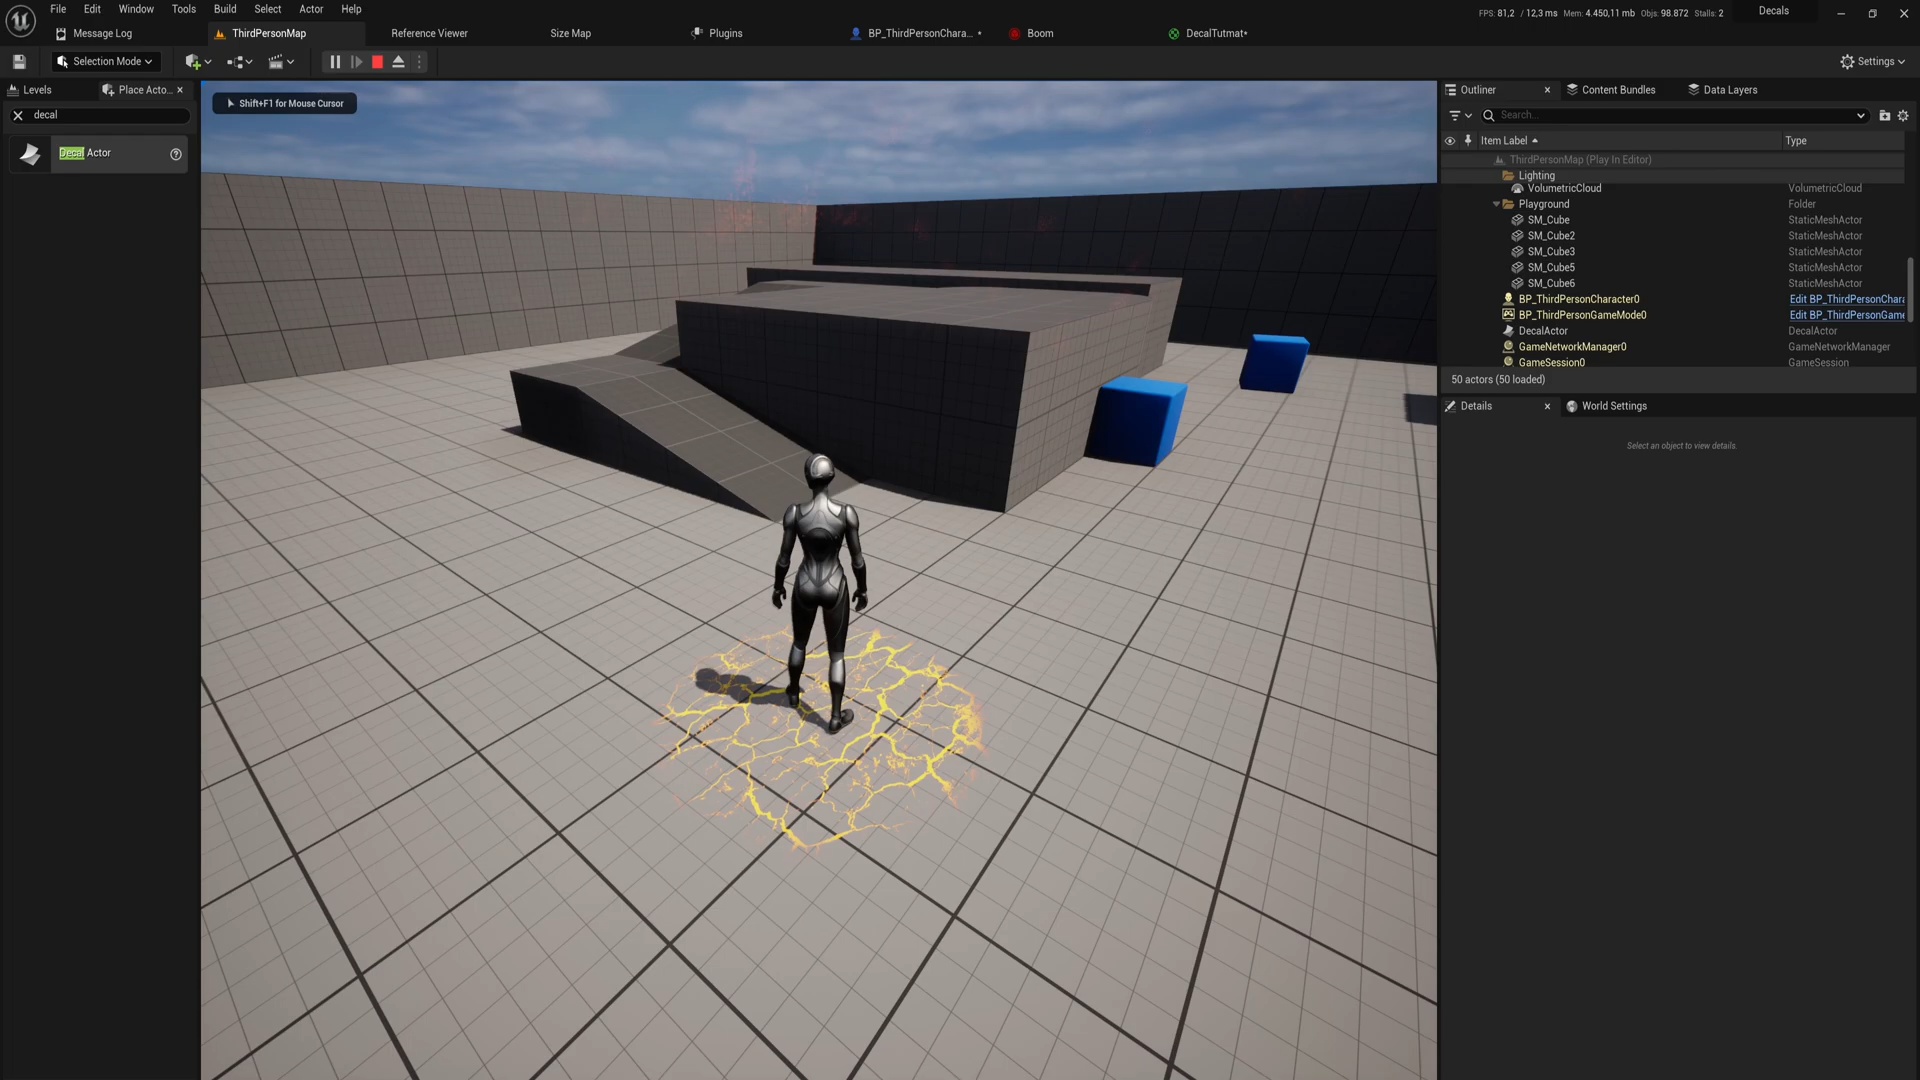 File Edit Window Tools Build Select Actor Help
FPS: 81,2 / 12,3 ms Mem: 4.450,11 mb Objs: 98.872 Stalls: 2 Decals
Message Log ThirdPersonMap Reference Viewer Size Map Plugins BP_ThirdPersonChara... * Boom DecalTutmat*
Selection Mode Settings
Levels Place Acto...
decal
Decal Actor
Shift+F1 for Mouse Cursor
Outliner Content Bundles Data Layers
Search...
Item Label Type
ThirdPersonMap (Play In Editor)
Lighting
VolumetricCloud VolumetricCloud
Playground Folder
SM_Cube StaticMeshActor
SM_Cube2 StaticMeshActor
SM_Cube3 StaticMeshActor
SM_Cube5 StaticMeshActor
SM_Cube6 StaticMeshActor
BP_ThirdPersonCharacter0 Edit BP_ThirdPersonChara
BP_ThirdPersonGameMode0 Edit BP_ThirdPersonGame
DecalActor DecalActor
GameNetworkManager0 GameNetworkManager
GameSession0 GameSession
50 actors (50 loaded)
Details World Settings
Select an object to view details.